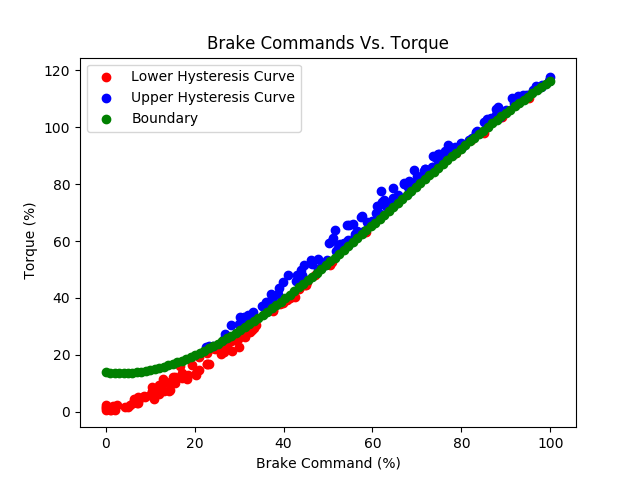 Brake Commands Vs. Torque
Lower Hysteresis Curve
Upper Hysteresis Curve
Boundary
120
100
80
60
40
20
0
Torque (%)
0 20 40 60 80 100
Brake Command (%)